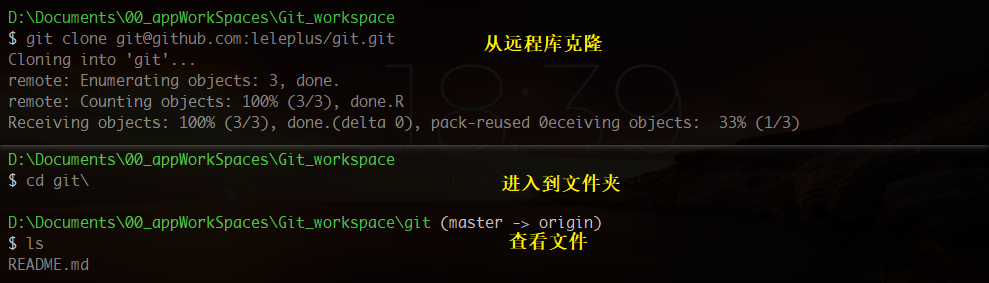 D:\Documents\00_appWorkSpaces\Git_workspace
$ git clone git@github.com:leleplus/git.git
从远程库克隆
Cloning into 'git'...
remote: Enumerating objects: 3, done.
remote: Counting objects: 100% (3/3), done.R
Receiving objects: 100% (3/3), done.(delta 0), pack-reused 0eceiving objects:  33% (1/3)
18:39
D:\Documents\00_appWorkSpaces\Git_workspace
$ cd git\
进入到文件夹
D:\Documents\00_appWorkSpaces\Git_workspace\git (master -> origin)
$ ls
查看文件
README.md